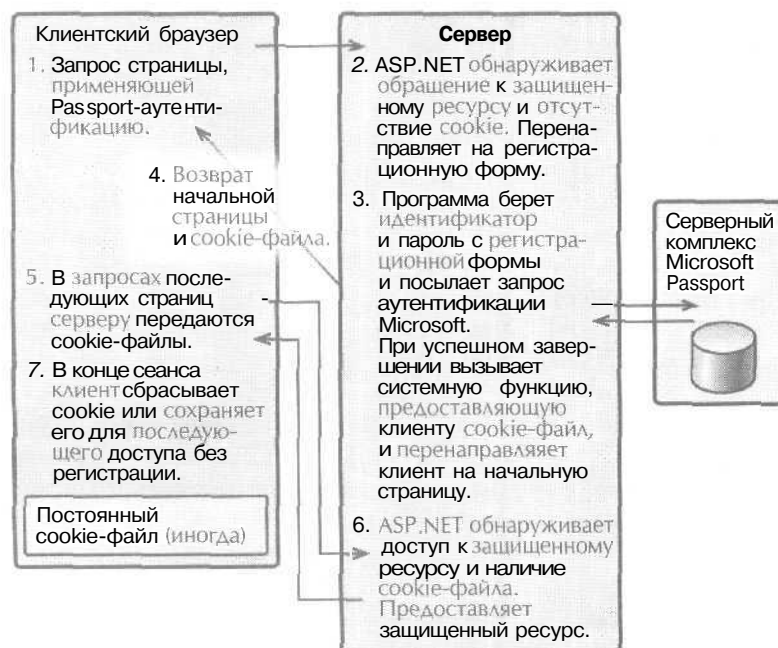 Клиентский браузер
1. Запрос страницы,
применяющей
Passport-аутенти-
фикацию.
4. Возврат
начальной
страницы
и cookie-файла.
5. В запросах после-
дующих страниц
серверу передаются
cookie-файлы.
7. В конце сеанса
клиент сбрасывает
cookie или сохраняет
его для последую-
щего доступа без
регистрации.
Постоянный
cookie-файл (иногда)
Сервер
2. ASP.NET обнаруживает
обращение к защищен-
ному ресурсу и отсут-
ствие cookie. Перена-
правляет на регистра-
ционную форму.
3. Программа берет
идентификатор
и пароль с регистра-
ционной формы
и посылает запрос
аутентификации
Microsoft.
При успешном завер-
шении вызывает
системную функцию,
предоставляющую
клиенту cookie-файл,
и перенаправляяет
клиент на начальную
страницу.
6. ASP.NET обнаруживает
доступ к защищенному
ресурсу и наличие
cookie-файла.
Предоставляет
защищенный ресурс.
Серверный
комплекс
Microsoft
Passport